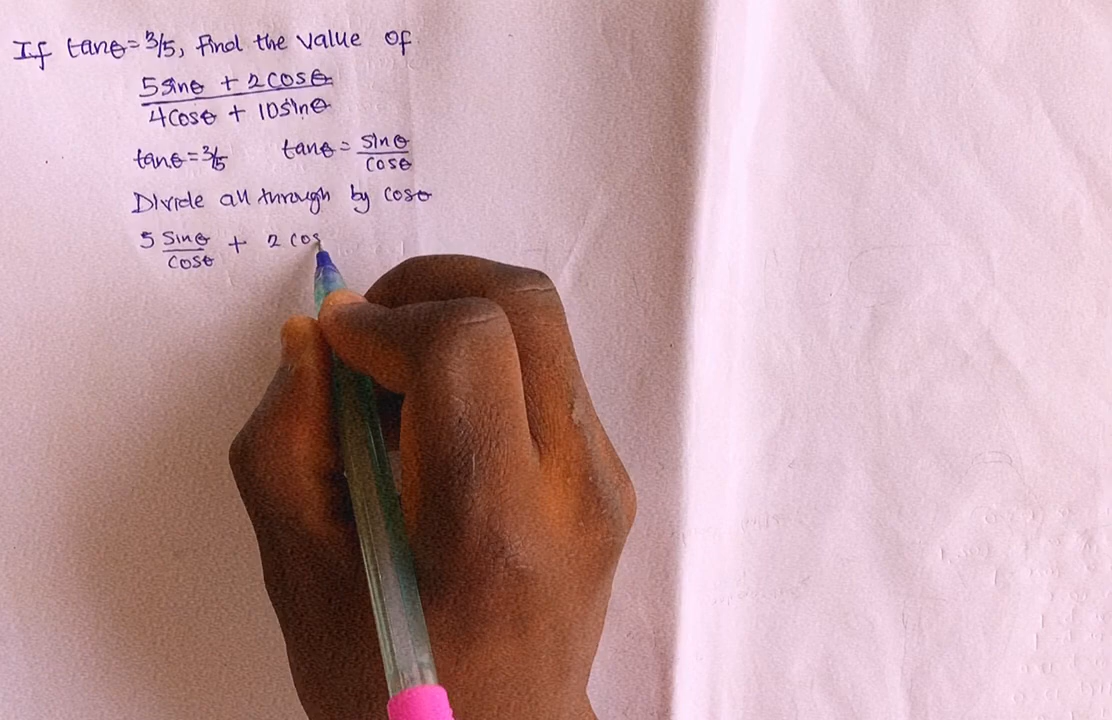 If tanθ=3/5, find the value of
5sinθ + 2cosθ
4cosθ + 10sinθ
tanθ=3/5 tanθ = sinθ/cosθ
Divide all through by cosθ
5 sinθ/cosθ + 2 cos